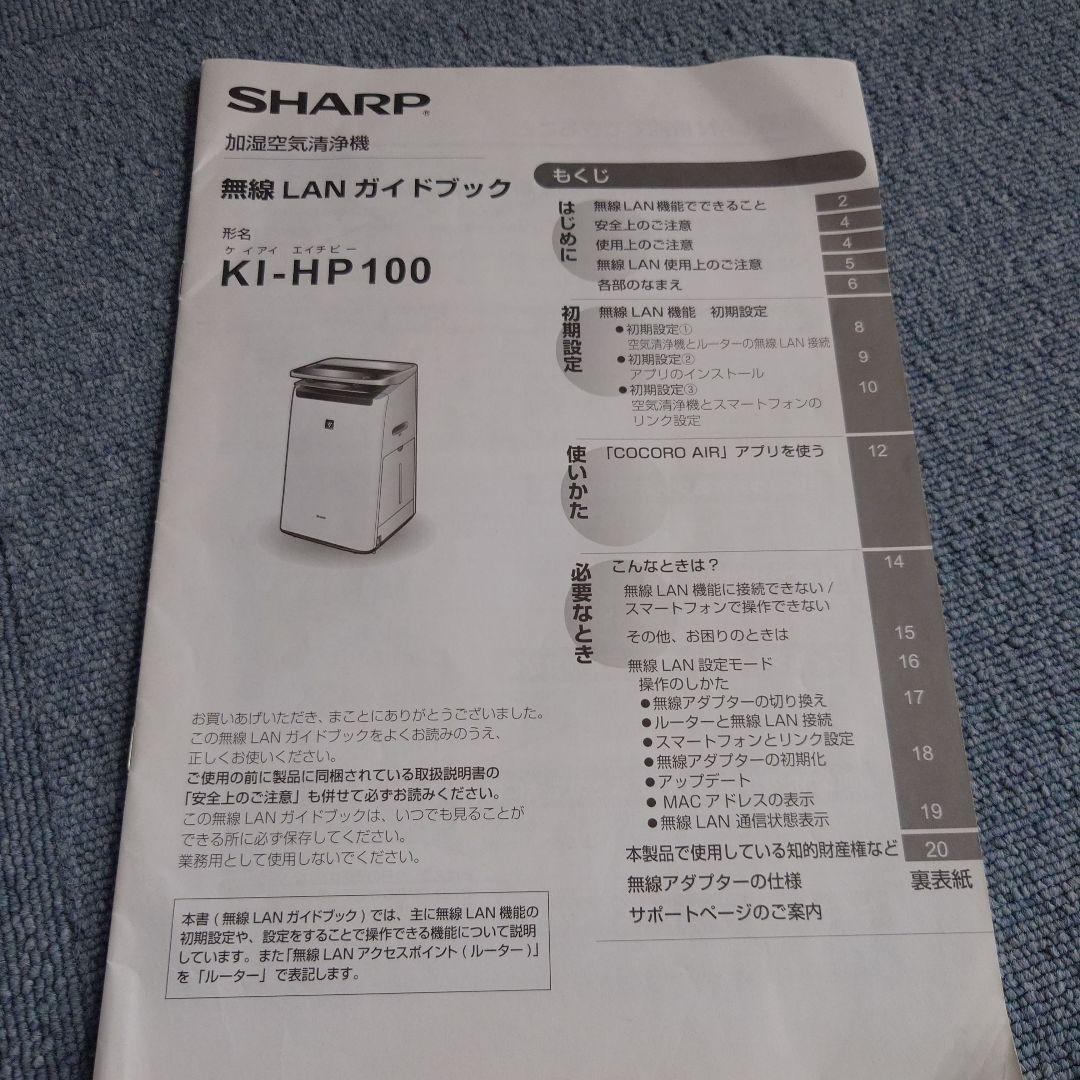 SHARP®
加湿空気清浄機
無線 LAN ガイドブック
形名
ケイアイ エイチピー
KI-HP100
お買いあげいただき、まことにありがとうございました。
この無線 LAN ガイドブックをよくお読みのうえ、
正しくお使いください。
ご使用の前に製品に同梱されている取扱説明書の
「安全上のご注意」も併せて必ずお読みください。
この無線 LAN ガイドブックは、いつでも見ることが
できる所に必ず保存してください。
業務用として使用しないでください。
本書 ( 無線 LAN ガイドブック ) では、主に無線 LAN 機能の
初期設定や、設定をすることで操作できる機能について説明
しています。また「無線 LAN アクセスポイント ( ルーター )」
を「ルーター」で表記します。
もくじ
はじめに
無線 LAN 機能でできること 2
安全上のご注意 4
使用上のご注意 4
無線 LAN 使用上のご注意 5
各部のなまえ 6
初期設定
無線 LAN 機能 初期設定
●初期設定① 8
空気清浄機とルーターの無線 LAN 接続
●初期設定② 9
アプリのインストール
●初期設定③ 10
空気清浄機とスマートフォンの
リンク設定
使いかた
「COCORO AIR」アプリを使う 12
必要なとき
こんなときは？ 14
無線 LAN 機能に接続できない /
スマートフォンで操作できない
その他、お困りのときは 15
無線 LAN 設定モード 16
操作のしかた
●無線アダプターの切り換え 17
●ルーターと無線 LAN 接続
●スマートフォンとリンク設定
●無線アダプターの初期化 18
●アップデート
●MAC アドレスの表示
●無線 LAN 通信状態表示 19
本製品で使用している知的財産権など 20
無線アダプターの仕様 裏表紙
サポートページのご案内